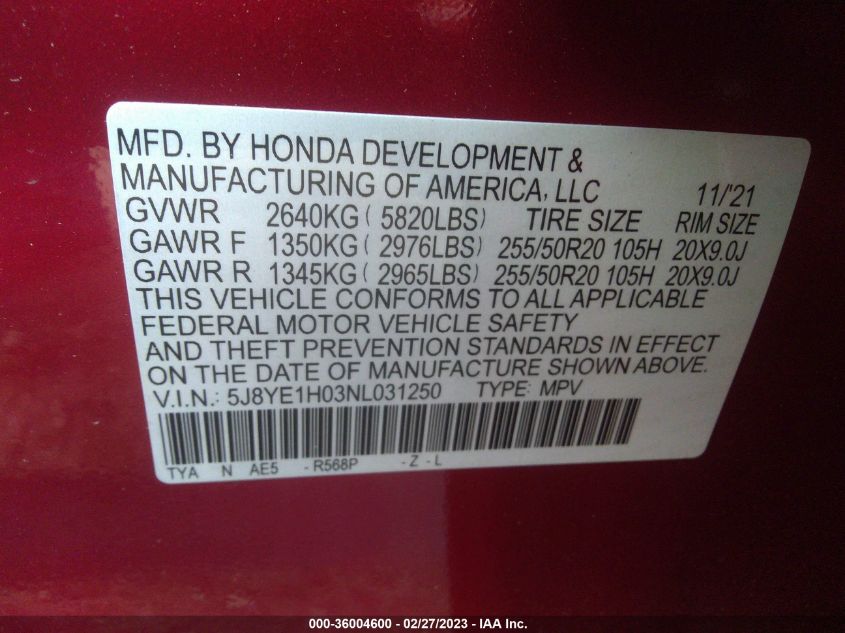 MFD. BY HONDA DEVELOPMENT &
MANUFACTURING OF AMERICA, LLC 11/'21
GVWR 2640KG ( 5820LBS) TIRE SIZE RIM SIZE
GAWR F 1350KG ( 2976LBS) 255/50R20 105H 20X9.0J
GAWR R 1345KG ( 2965LBS) 255/50R20 105H 20X9.0J
THIS VEHICLE CONFORMS TO ALL APPLICABLE
FEDERAL MOTOR VEHICLE SAFETY
AND THEFT PREVENTION STANDARDS IN EFFECT
ON THE DATE OF MANUFACTURE SHOWN ABOVE.
V.I.N.: 5J8YE1H03NL031250 TYPE: MPV
TYA N AE5 - R568P - Z - L
000-36004600 - 02/27/2023 - IAA Inc.